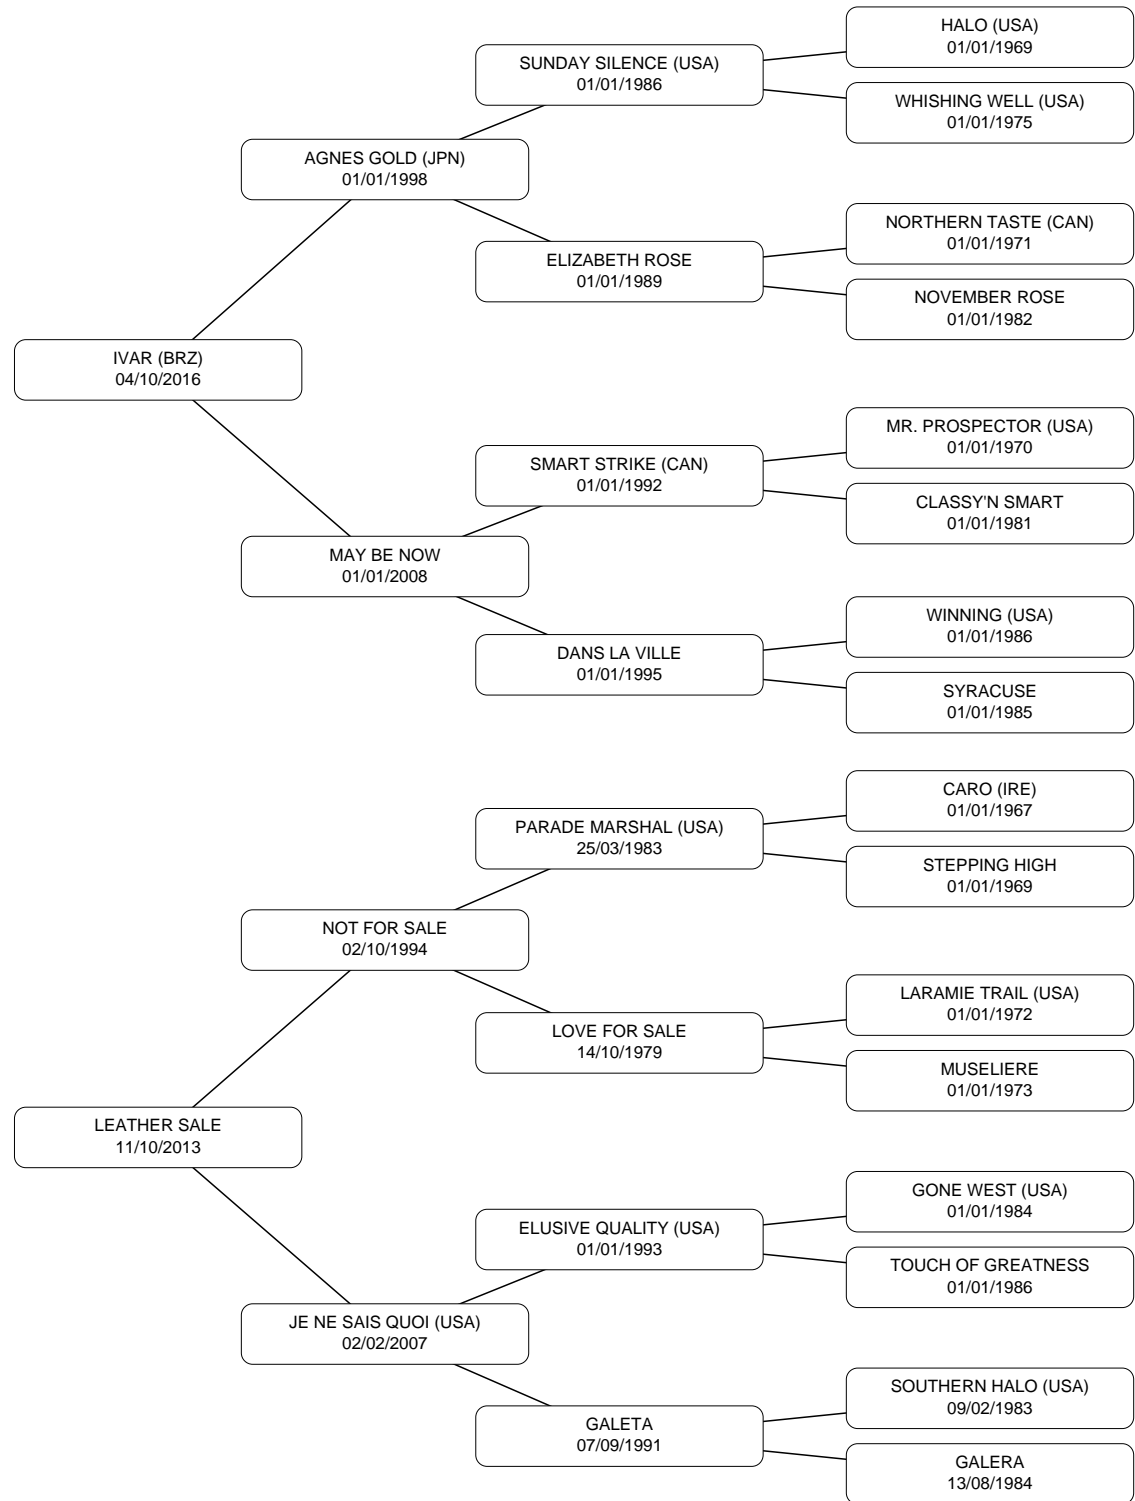 HALO (USA)
01/01/1969
SUNDAY SILENCE (USA)
01/01/1986
WHISHING WELL (USA)
01/01/1975
AGNES GOLD (JPN)
01/01/1998
NORTHERN TASTE (CAN)
01/01/1971
ELIZABETH ROSE
01/01/1989
NOVEMBER ROSE
01/01/1982
IVAR (BRZ)
04/10/2016
MR. PROSPECTOR (USA)
01/01/1970
SMART STRIKE (CAN)
01/01/1992
CLASSY'N SMART
01/01/1981
MAY BE NOW
01/01/2008
WINNING (USA)
01/01/1986
DANS LA VILLE
01/01/1995
SYRACUSE
01/01/1985
CARO (IRE)
01/01/1967
PARADE MARSHAL (USA)
25/03/1983
STEPPING HIGH
01/01/1969
NOT FOR SALE
02/10/1994
LARAMIE TRAIL (USA)
01/01/1972
LOVE FOR SALE
14/10/1979
MUSELIERE
01/01/1973
LEATHER SALE
11/10/2013
GONE WEST (USA)
01/01/1984
ELUSIVE QUALITY (USA)
01/01/1993
TOUCH OF GREATNESS
01/01/1986
JE NE SAIS QUOI (USA)
02/02/2007
SOUTHERN HALO (USA)
09/02/1983
GALETA
07/09/1991
GALERA
13/08/1984